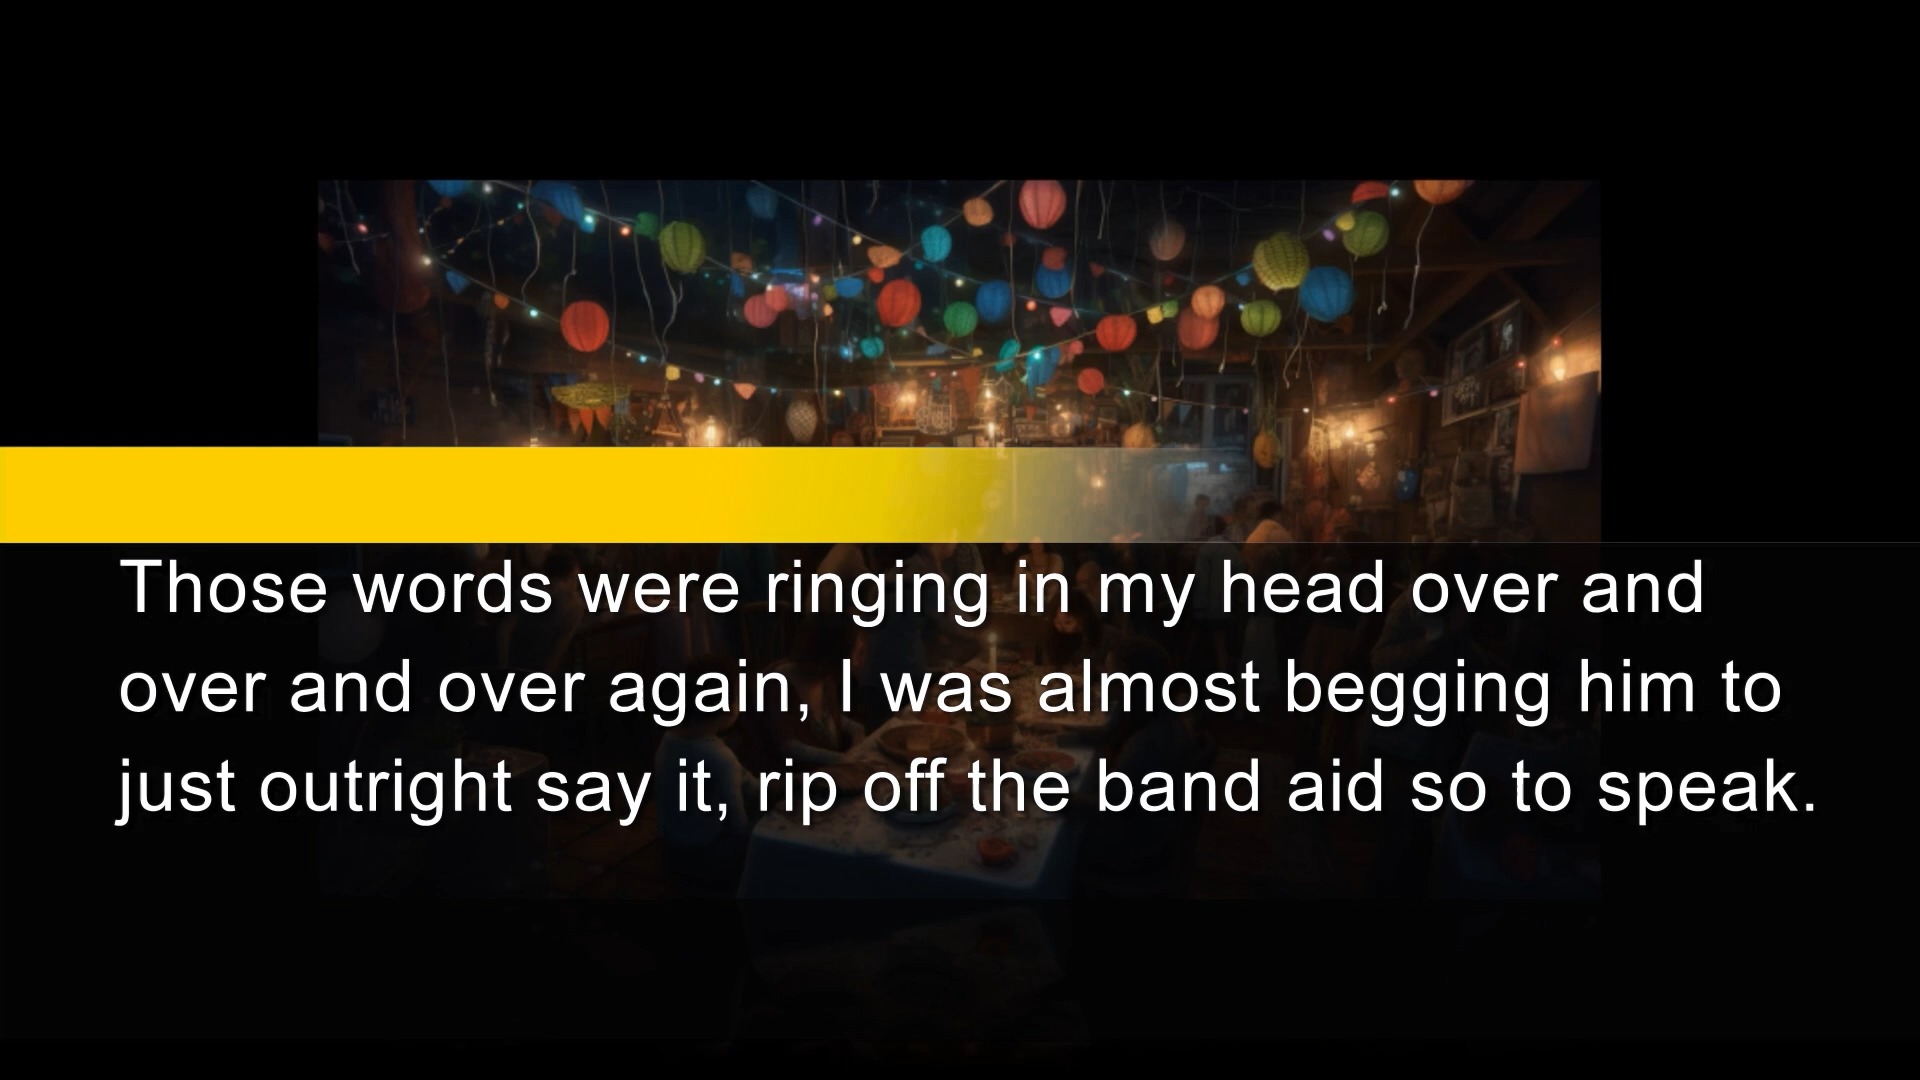 Those words were ringing in my head over and
over and over again, I was almost begging him to
just outright say it, rip off the band aid so to speak.